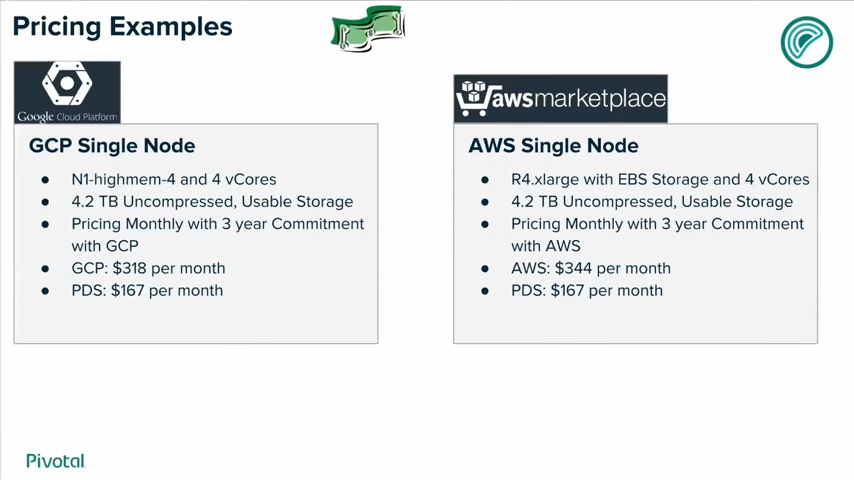 Pricing Examples
Google Cloud Platform
GCP Single Node
● N1-highmem-4 and 4 vCores
● 4.2 TB Uncompressed, Usable Storage
● Pricing Monthly with 3 year Commitment
with GCP
● GCP: $318 per month
● PDS: $167 per month
awsmarketplace
AWS Single Node
● R4.xlarge with EBS Storage and 4 vCores
● 4.2 TB Uncompressed, Usable Storage
● Pricing Monthly with 3 year Commitment
with AWS
● AWS: $344 per month
● PDS: $167 per month
Pivotal